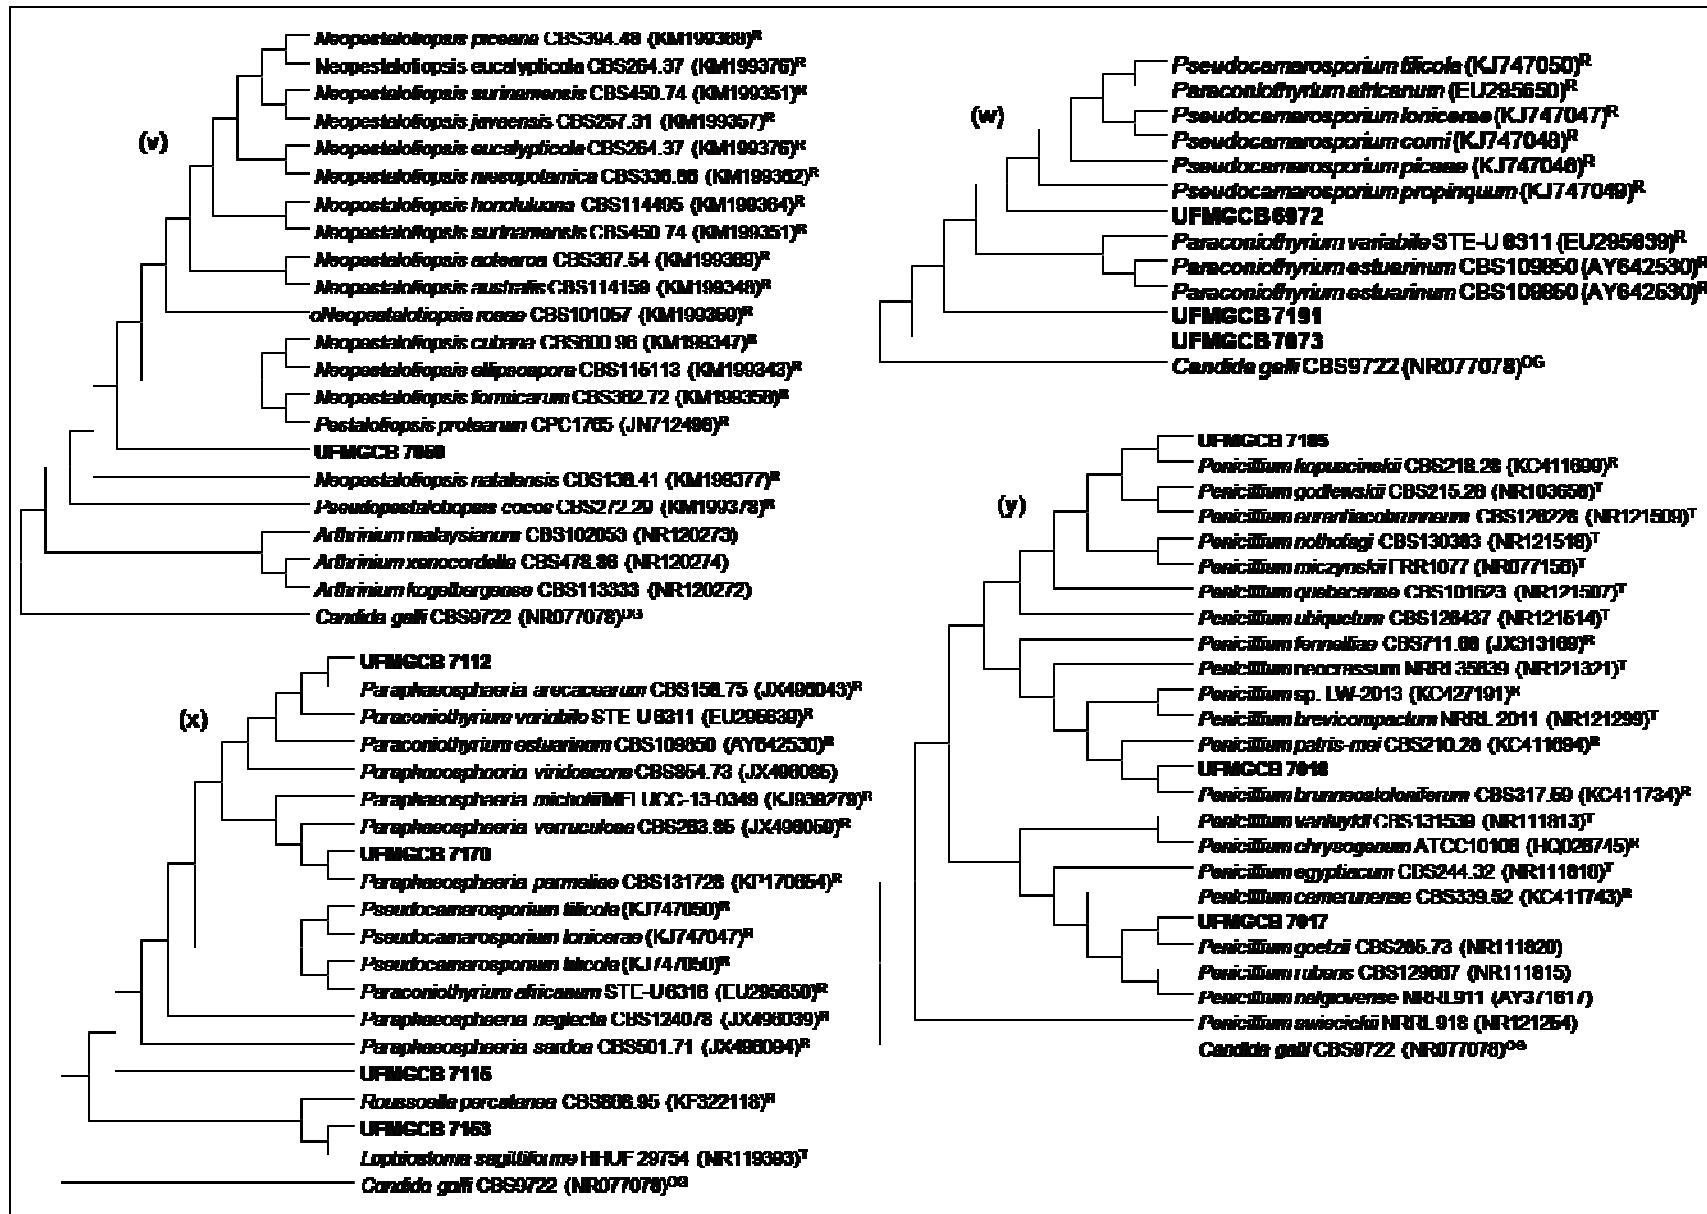 (v)
Neopestalotiopsis piceana CBS394.48 (KM199368)R
Neopestalotiopsis eucalypticola CBS264.37 (KM199376)R
Neopestalotiopsis surinamensis CBS450.74 (KM199351)R
Neopestalotiopsis javaensis CBS257.31 (KM199357)R
Neopestalotiopsis eucalypticola CBS264.37 (KM199376)R
Neopestalotiopsis mesopotamica CBS336.86 (KM199362)R
Neopestalotiopsis honoluluana CBS114495 (KM199364)R
Neopestalotiopsis surinamensis CBS450 74 (KM199351)R
Neopestalotiopsis aotearoa CBS367.54 (KM199369)R
Neopestalotiopsis australis CBS114159 (KM199348)R
oNeopestalotiopsis rosae CBS101057 (KM199359)R
Neopestalotiopsis cubana CBS600.96 (KM199347)R
Neopestalotiopsis ellipsospora CBS115113 (KM199343)R
Neopestalotiopsis formicarum CBS362.72 (KM199358)R
Pestalotiopsis protearum CPC1765 (JN712498)R
UFMGCB
Neopestalotiopsis natalensis CBS138.41 (KM199377)R
Pseudopestalotiopsis cocos CBS272.29 (KM199378)R
Arthrinium malaysianum CBS102053 (NR120273)
Arthrinium xenocordella CBS478.86 (NR120274)
Arthrinium kogelbergense CBS113333 (NR120272)
Candida galli CBS9722 (NR077078)OG
(w)
Pseudocamarosporium tilicola (KJ747050)R
Paraconiothyrium africanum (EU295650)R
Pseudocamarosporium lonicerae (KJ747047)R
Pseudocamarosporium corni (KJ747048)R
Pseudocamarosporium piceae (KJ747046)R
Pseudocamarosporium propinquum (KJ747049)R
UFMGCB 6972
Paraconiothyrium variabile STE-U 6311 (EU295639)R
Paraconiothyrium estuarinum CBS109850 (AY642530)R
Paraconiothyrium estuarinum CBS109850 (AY642530)R
UFMGCB 7191
UFMGCB 7073
Candida galli CBS9722 (NR077078)OG
(x)
UFMGCB 7112
Paraphaeosphaeria arecacearum CBS158.75 (JX496043)R
Paraconiothyrium variabile STE U 6311 (EU295639)R
Paraconiothyrium estuarinum CBS109850 (AY642530)R
Paraphaeosphaeria viridescens CBS854.73 (JX496085)
Paraphaeosphaeria michotii MFLUCC-13-0349 (KJ939279)R
Paraphaeosphaeria verruculosa CBS263.85 (JX496059)R
UFMGCB 7170
Paraphaeosphaeria parmeliae CBS131728 (KP170654)R
Pseudocamarosporium tilicola (KJ747050)R
Pseudocamarosporium lonicerae (KJ747047)R
Pseudocamarosporium tilicola (KJ747050)R
Paraconiothyrium africanum STE-U 6316 (EU295650)R
Paraphaeosphaeria neglecta CBS124078 (JX496039)R
Paraphaeosphaeria sardoa CBS501.71 (JX496094)R
UFMGCB 7115
Roussoella percutanea CBS868.95 (KF322118)R
UFMGCB 7153
Lophiostoma sagittiforme HHUF 29754 (NR119393)T
Candida galli CBS9722 (NR077078)OG
(y)
UFMGCB 7185
Penicillium kapuscinskii CBS218.28 (KC411699)R
Penicillium godlewskii CBS215.28 (NR103658)T
Penicillium aurantiacobrunneum CBS126228 (NR121509)T
Penicillium nothofagi CBS130383 (NR121518)T
Penicillium miczynskii FRR1077 (NR077156)T
Penicillium quebecense CBS101623 (NR121507)T
Penicillium ubiquetum CBS126437 (NR121514)T
Penicillium fennelliae CBS711.68 (JX313169)R
Penicillium neocrassum NRRL35639 (NR121321)T
Penicillium sp. LW-2013 (KC427191)R
Penicillium brevicompactum NRRL 2011 (NR121299)T
Penicillium patris-mei CBS210.28 (KC411694)R
UFMGCB
Penicillium brunneostoloniferum CBS317.59 (KC411734)R
Penicillium vanluykii CBS131539 (NR111813)T
Penicillium chrysogenum ATCC10106 (HQ026745)R
Penicillium egyptiacum CBS244.32 (NR111810)T
Penicillium camerunense CBS339.52 (KC411743)R
UFMGCB 7017
Penicillium goetzii CBS285.73 (NR111820)
Penicillium rubens CBS129667 (NR111815)
Penicillium nalgiovense NRRL911 (AY371617)
Penicillium swiecickii NRRL918 (NR121254)
Candida galli CBS9722 (NR077078)OG